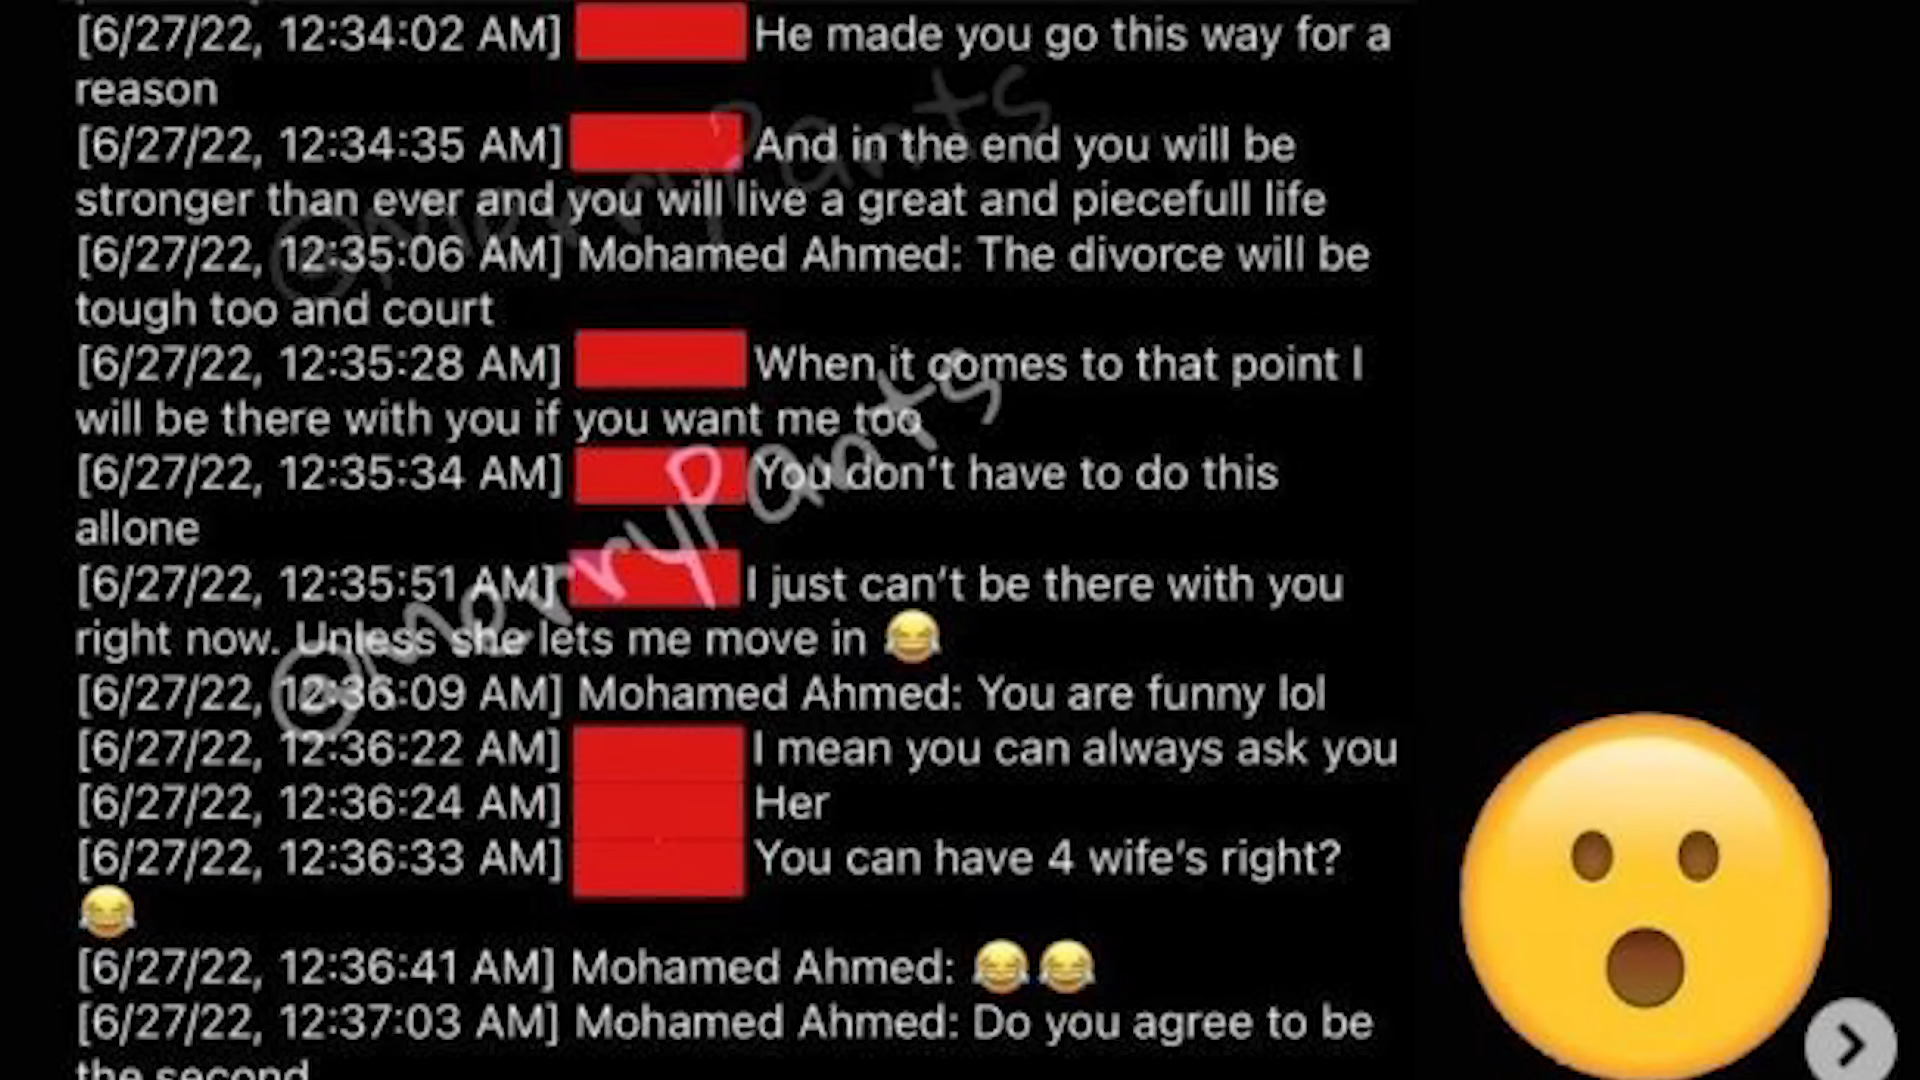 [6/27/22, 12:34:02 AM] He made you go this way for a
reason
[6/27/22, 12:34:35 AM] And in the end you will be
stronger than ever and you will live a great and piecefull life
[6/27/22, 12:35:06 AM] Mohamed Ahmed: The divorce will be
tough too and court
[6/27/22, 12:35:28 AM] When it comes to that point I
will be there with you if you want me too
[6/27/22, 12:35:34 AM] You don't have to do this
allone
[6/27/22, 12:35:51 AM] I just can't be there with you
right now. Unless she lets me move in 😂
[6/27/22, 12:36:09 AM] Mohamed Ahmed: You are funny lol
[6/27/22, 12:36:22 AM] I mean you can always ask you
[6/27/22, 12:36:24 AM] Her
[6/27/22, 12:36:33 AM] You can have 4 wife's right?
😂
[6/27/22, 12:36:41 AM] Mohamed Ahmed: 😂😂
[6/27/22, 12:37:03 AM] Mohamed Ahmed: Do you agree to be
the second
@MerryPants
@MerryPants